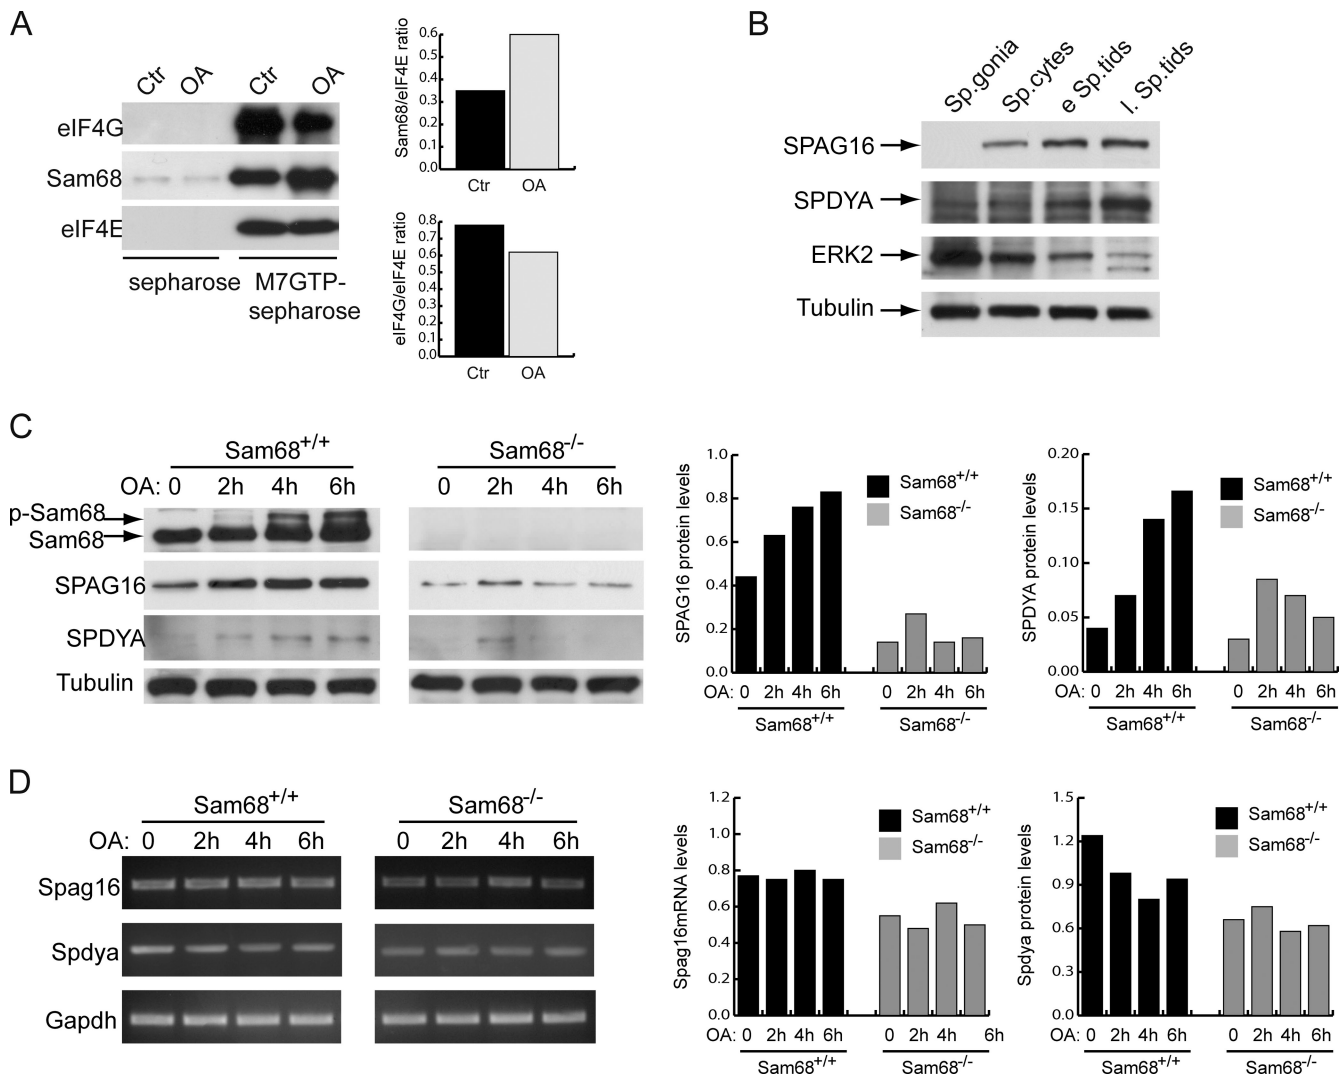 A
Ctr OA Ctr OA
eIF4G
Sam68
eIF4E
sepharose M7GTP-
sepharose
Sam68/eIF4E ratio
0.6
0.5
0.4
0.3
0.2
0.1
0.0
Ctr OA
eIF4G/eIF4E ratio
0.8
0.7
0.6
0.5
0.4
0.3
0.2
0.1
0.0
Ctr OA
B
Sp.gonia Sp.cytes e Sp.tids l. Sp.tids
SPAG16
SPDYA
ERK2
Tubulin
C
Sam68+/+ Sam68-/-
OA: 0 2h 4h 6h 0 2h 4h 6h
p-Sam68
Sam68
SPAG16
SPDYA
Tubulin
SPAG16 protein levels
1.0
0.8
0.6
0.4
0.2
0.0
Sam68+/+
Sam68-/-
OA: 0 2h 4h 6h 0 2h 4h 6h
Sam68+/+ Sam68-/-
SPDYA protein levels
0.20
0.15
0.10
0.05
0.00
Sam68+/+
Sam68-/-
OA: 0 2h 4h 6h 0 2h 4h 6h
Sam68+/+ Sam68-/-
D
Sam68+/+ Sam68-/-
OA: 0 2h 4h 6h 0 2h 4h 6h
Spag16
Spdya
Gapdh
Spag16mRNA levels
1.2
1.0
0.8
0.6
0.4
0.2
0.0
Sam68+/+
Sam68-/-
OA: 0 2h 4h 6h 0 2h 4h 6h
Sam68+/+ Sam68-/-
Spdya protein levels
1.5
1.2
0.9
0.6
0.3
0.0
Sam68+/+
Sam68-/-
OA: 0 2h 4h 6h 0 2h 4h 6h
Sam68+/+ Sam68-/-